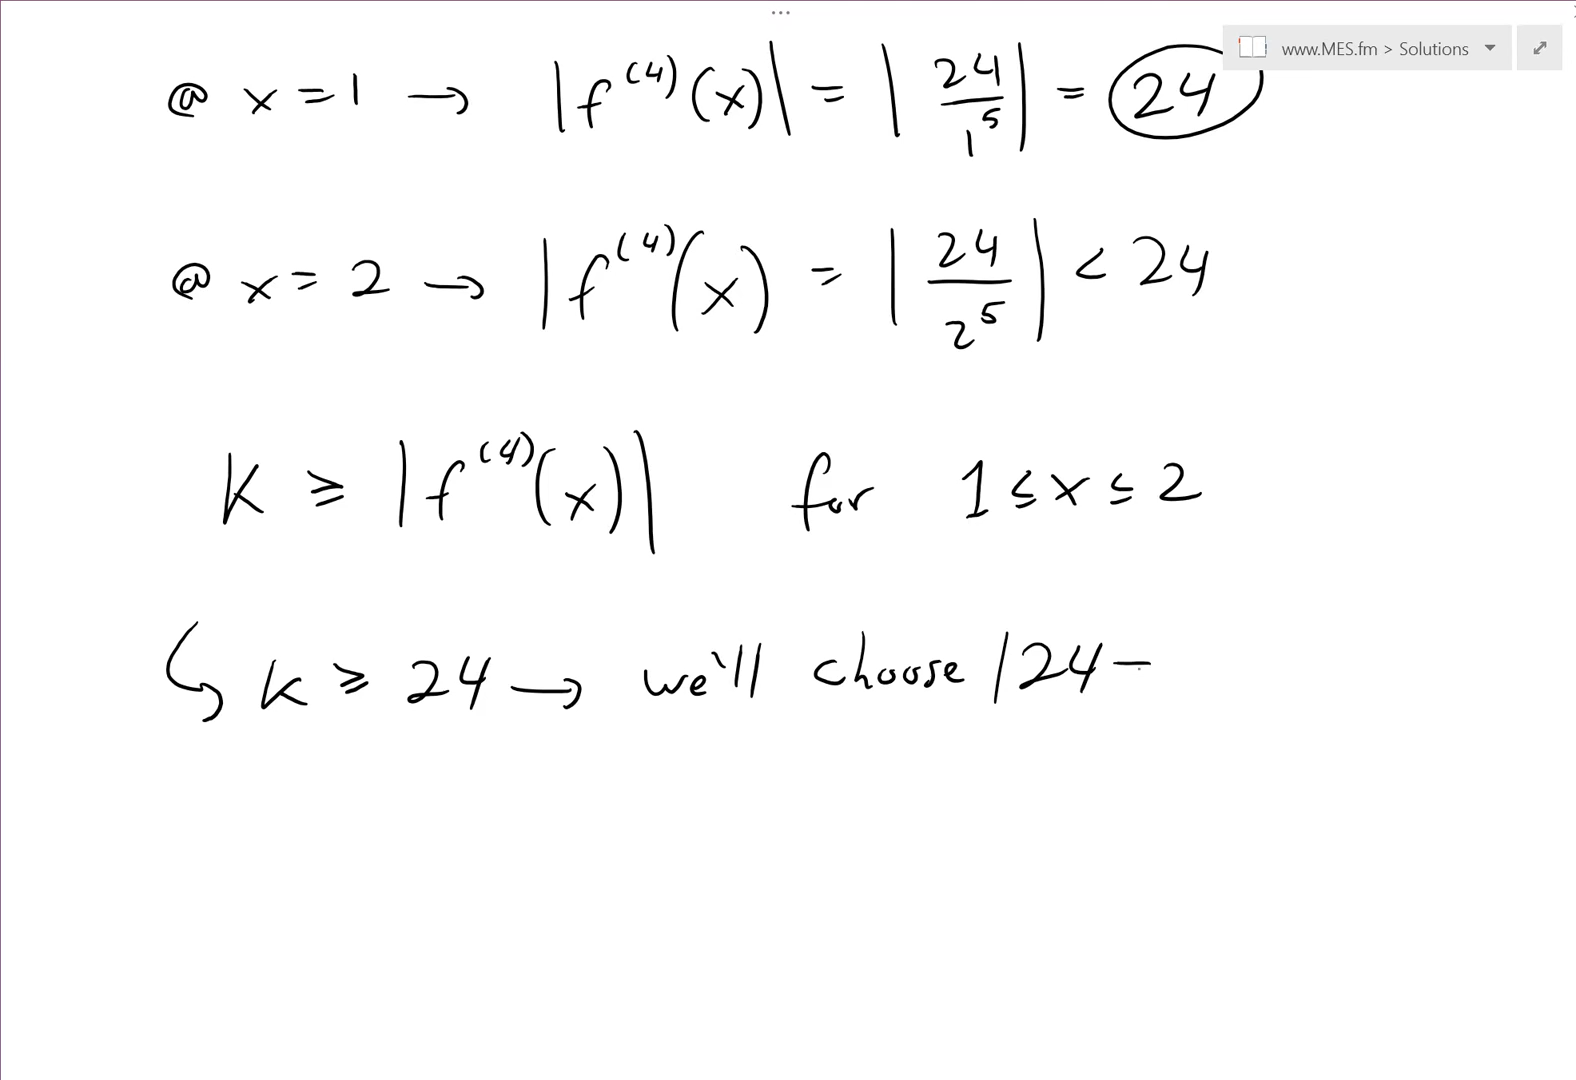 www.MES.fm > Solutions
@ x = 1 → |f⁽⁴⁾(x)| = |24/1⁵| = 24
@ x = 2 → |f⁽⁴⁾(x) = |24/2⁵| < 24
K ≥ |f⁽⁴⁾(x)| for 1 ≤ x ≤ 2
↳ K ≥ 24 → we'll choose |24 −